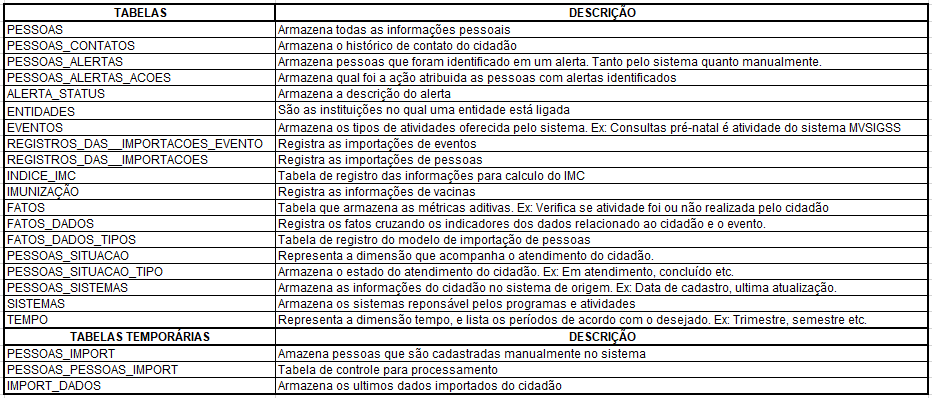 TABELAS DESCRIÇÃO
PESSOAS Armazena todas as informações pessoais
PESSOAS_CONTATOS Armazena o histórico de contato do cidadão
PESSOAS_ALERTAS Armazena pessoas que foram identificado em um alerta. Tanto pelo sistema quanto manualmente.
PESSOAS_ALERTAS_ACOES Armazena qual foi a ação atribuida as pessoas com alertas identificados
ALERTA_STATUS Armazena a descrição do alerta
ENTIDADES São as instituições no qual uma entidade está ligada
EVENTOS Armazena os tipos de atividades oferecida pelo sistema. Ex: Consultas pré-natal é atividade do sistema MVSIGSS
REGISTROS_DAS__IMPORTACOES_EVENTO Registra as importações de eventos
REGISTROS_DAS__IMPORTACOES Registra as importações de pessoas
INDICE_IMC Tabela de registro das informações para calculo do IMC
IMUNIZAÇÃO Registra as informações de vacinas
FATOS Tabela que armazena as métricas aditivas. Ex: Verifica se atividade foi ou não realizada pelo cidadão
FATOS_DADOS Registra os fatos cruzando os indicadores dos dados relacionado ao cidadão e o evento.
FATOS_DADOS_TIPOS Tabela de registro do modelo de importação de pessoas
PESSOAS_SITUACAO Representa a dimensão que acompanha o atendimento do cidadão.
PESSOAS_SITUACAO_TIPO Armazena o estado do atendimento do cidadão. Ex: Em atendimento, concluído etc.
PESSOAS_SISTEMAS Armazena as informações do cidadão no sistema de origem. Ex: Data de cadastro, ultima atualização.
SISTEMAS Armazena os sistemas reponsável pelos programas e atividades
TEMPO Representa a dimensão tempo, e lista os períodos de acordo com o desejado. Ex: Trimestre, semestre etc.
TABELAS TEMPORÁRIAS DESCRIÇÃO
PESSOAS_IMPORT Amazena pessoas que são cadastradas manualmente no sistema
PESSOAS_PESSOAS_IMPORT Tabela de controle para processamento
IMPORT_DADOS Armazena os ultimos dados importados do cidadão